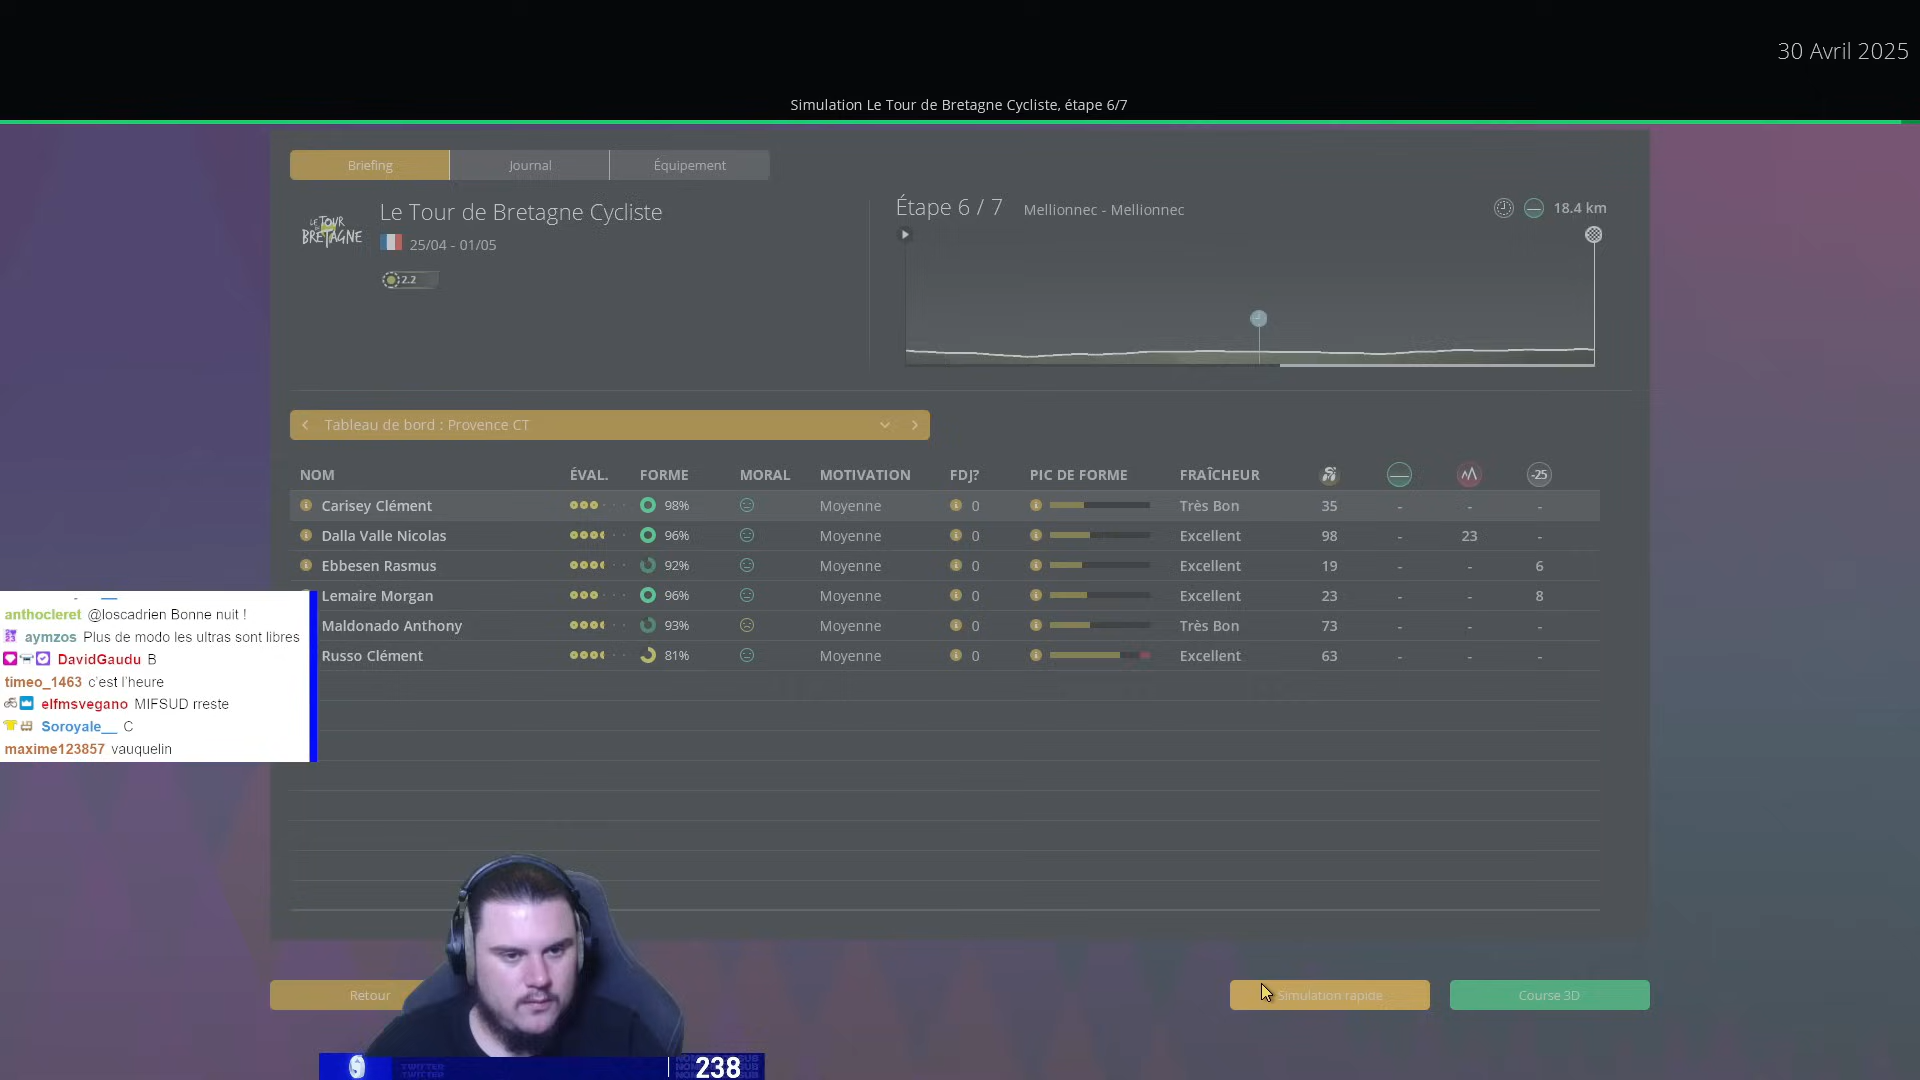 30 Avril 2025
Simulation Le Tour de Bretagne Cycliste, étape 6/7
Briefing
Journal
Équipement
LE TOUR
DE
BRETAGNE
Le Tour de Bretagne Cycliste
25/04 - 01/05
2.2
Étape 6 / 7 Mellionnec - Mellionnec
18.4 km
Tableau de bord : Provence CT
NOM ÉVAL. FORME MORAL MOTIVATION FDJ? PIC DE FORME FRAÎCHEUR -25
Carisey Clément 98% Moyenne 0 Très Bon 35 - - -
Dalla Valle Nicolas 96% Moyenne 0 Excellent 98 - 23 -
Ebbesen Rasmus 92% Moyenne 0 Excellent 19 - - 6
Lemaire Morgan 96% Moyenne 0 Excellent 23 - - 8
Maldonado Anthony 93% Moyenne 0 Très Bon 73 - - -
Russo Clément 81% Moyenne 0 Excellent 63 - - -
anthocleret @loscadrien Bonne nuit !
aymzos Plus de modo les ultras sont libres
DavidGaudu B
timeo_1463 c'est l'heure
elfmsvegano MIFSUD rreste
Soroyale__ C
maxime123857 vauquelin
Retour
Simulation rapide
Course 3D
TWITTER
238